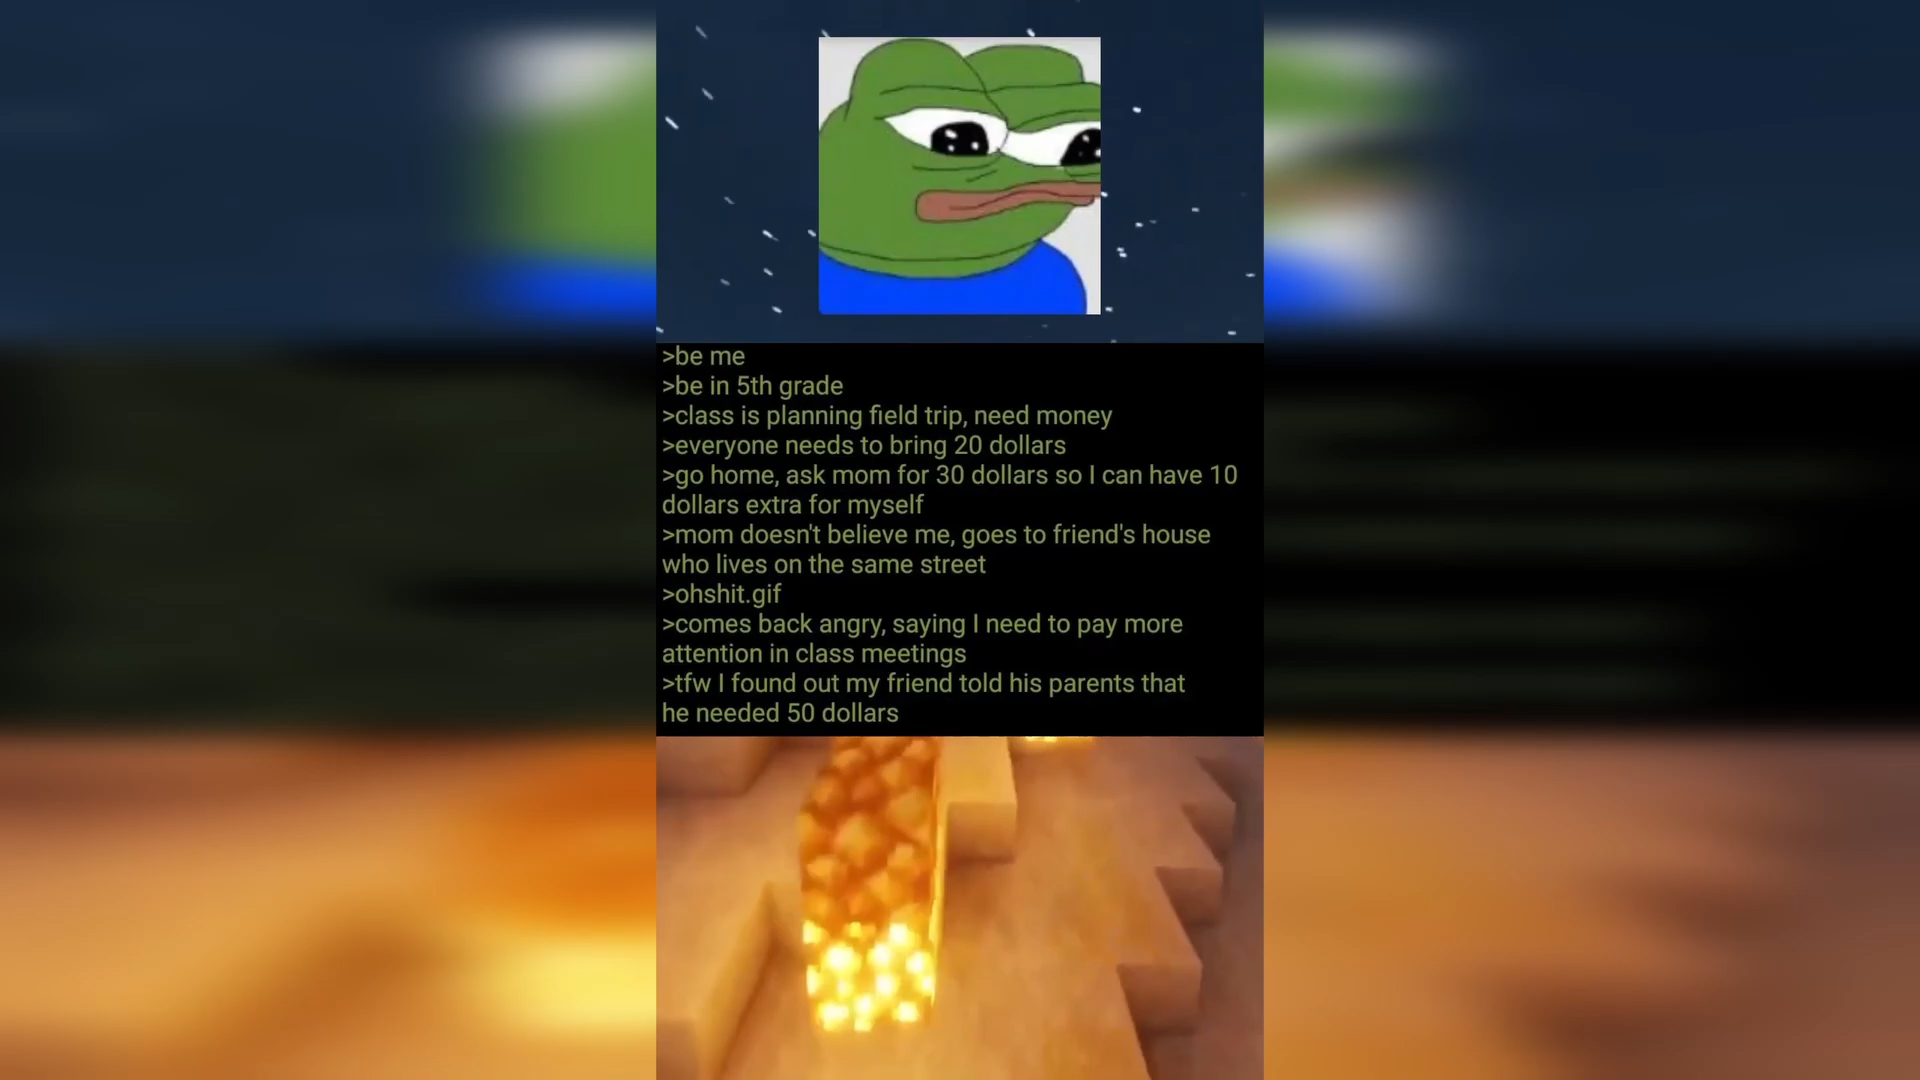 >be me
>be in 5th grade
>class is planning field trip, need money
>everyone needs to bring 20 dollars
>go home, ask mom for 30 dollars so I can have 10
dollars extra for myself
>mom doesn't believe me, goes to friend's house
who lives on the same street
>ohshit.gif
>comes back angry, saying I need to pay more
attention in class meetings
>tfw I found out my friend told his parents that
he needed 50 dollars